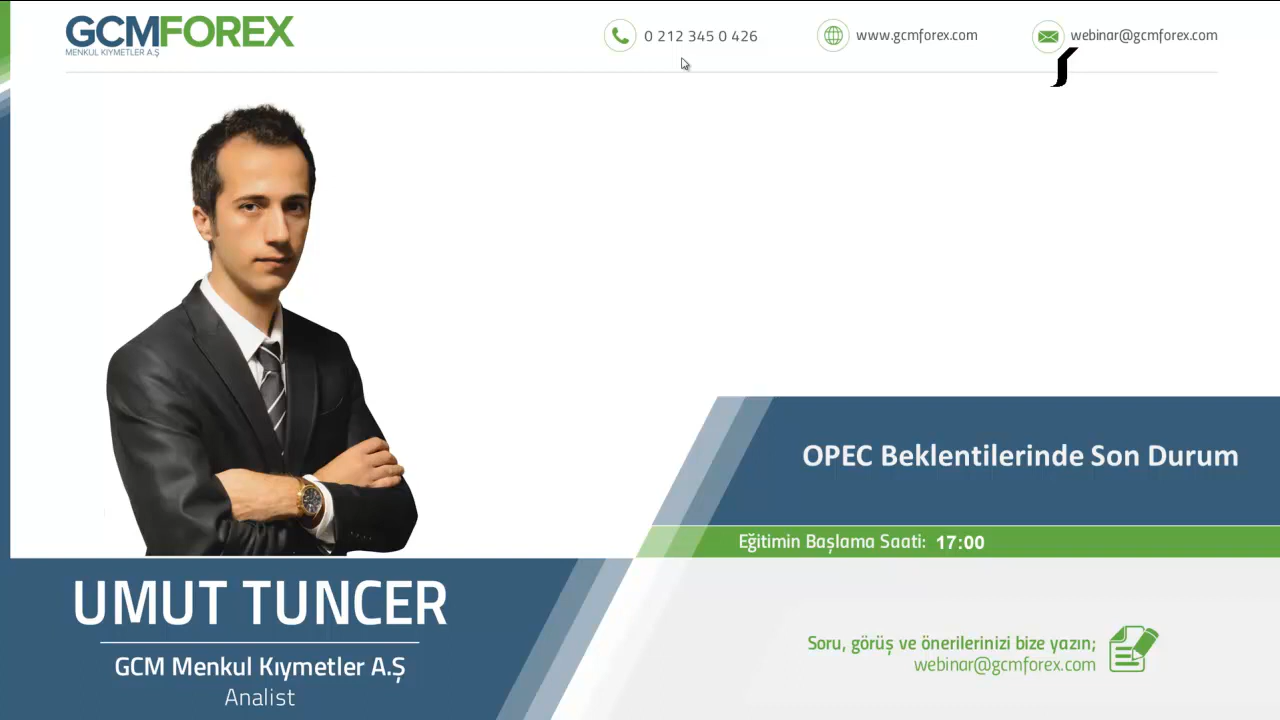 GCMFOREX
MENKUL KIYMETLER A.Ş
0 212 345 0 426
www.gcmforex.com
webinar@gcmforex.com
OPEC Beklentilerinde Son Durum
Eğitimin Başlama Saati: 17:00
UMUT TUNCER
GCM Menkul Kıymetler A.Ş
Analist
Soru, görüş ve önerilerinizi bize yazın;
webinar@gcmforex.com